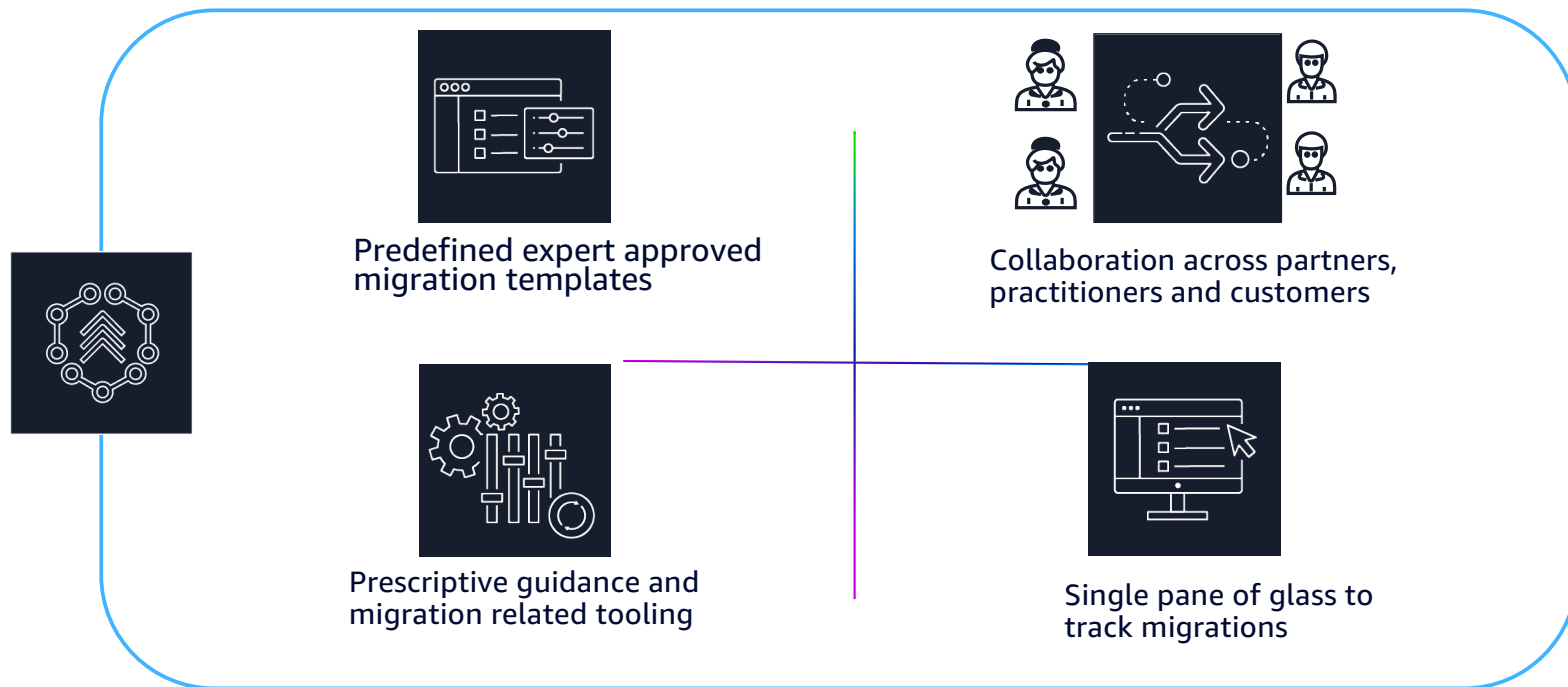 Predefined expert approved
migration templates
Collaboration across partners,
practitioners and customers
Prescriptive guidance and
migration related tooling
Single pane of glass to
track migrations